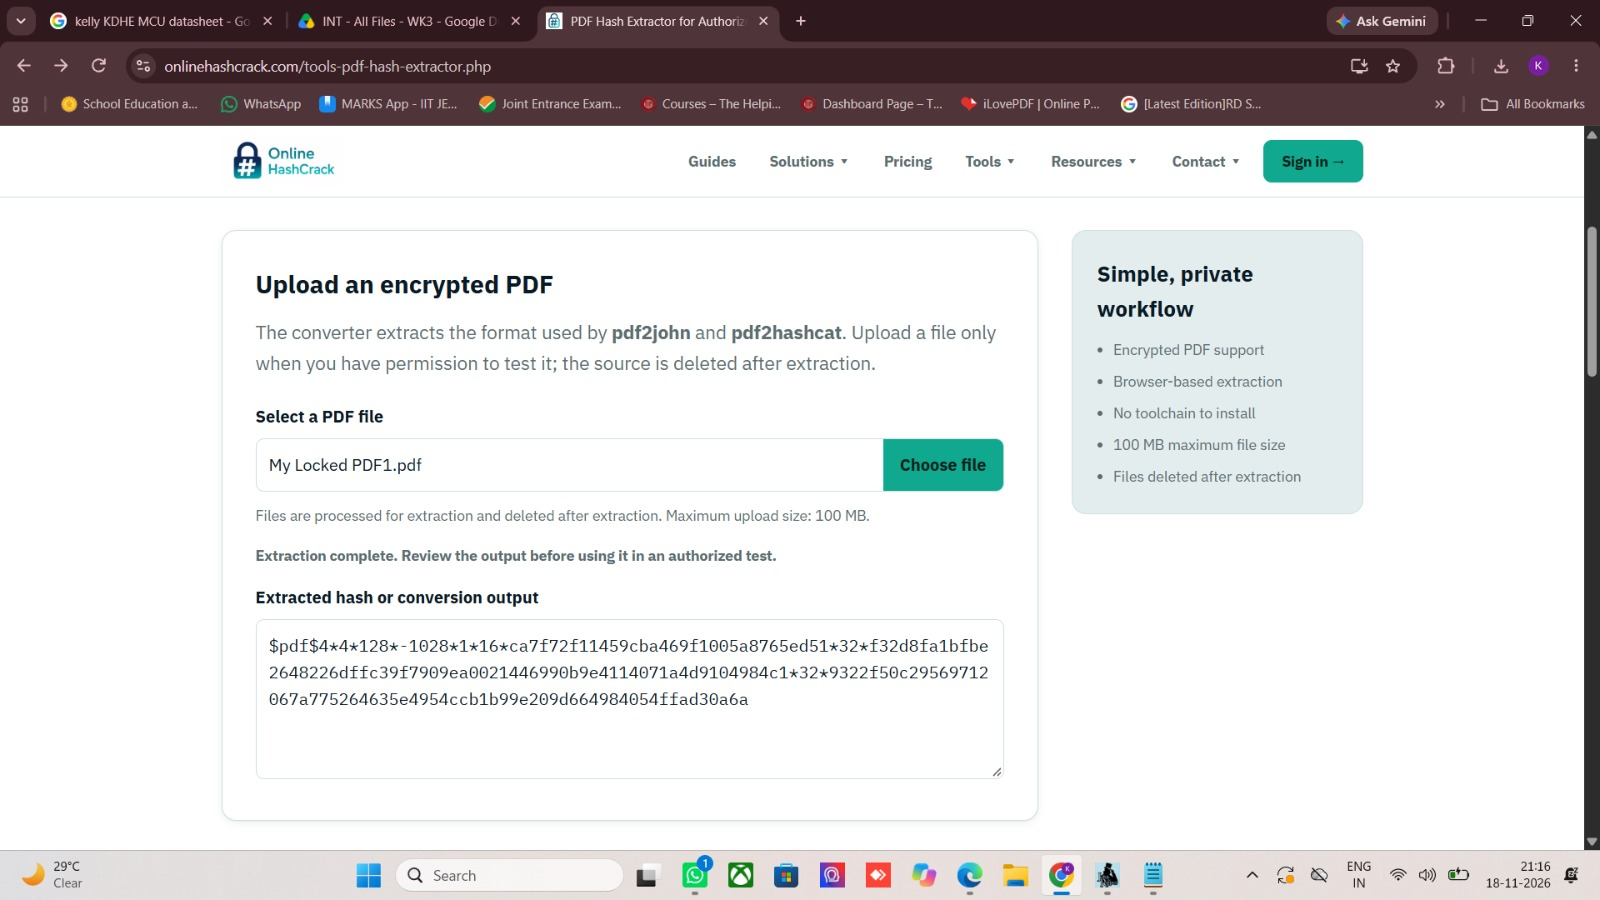 kelly KDHE MCU datasheet - Go
INT - All Files - WK3 - Google D
PDF Hash Extractor for Authoriz
Ask Gemini
onlinehashcrack.com/tools-pdf-hash-extractor.php
K
School Education a...
WhatsApp
MARKS App - IIT JE...
Joint Entrance Exam...
Courses – The Helpi...
Dashboard Page – T...
iLovePDF | Online P...
[Latest Edition]RD S...
All Bookmarks
Online
HashCrack
Guides
Solutions
Pricing
Tools
Resources
Contact
Sign in →
Upload an encrypted PDF
The converter extracts the format used by pdf2john and pdf2hashcat. Upload a file only
when you have permission to test it; the source is deleted after extraction.
Select a PDF file
My Locked PDF1.pdf
Choose file
Files are processed for extraction and deleted after extraction. Maximum upload size: 100 MB.
Extraction complete. Review the output before using it in an authorized test.
Extracted hash or conversion output
$pdf$4*4*128*-1028*1*16*ca7f72f11459cba469f1005a8765ed51*32*f32d8fa1bfbe
2648226dffc39f7909ea0021446990b9e4114071a4d9104984c1*32*9322f50c29569712
067a775264635e4954ccb1b99e209d664984054ffad30a6a
Simple, private
workflow
• Encrypted PDF support
• Browser-based extraction
• No toolchain to install
• 100 MB maximum file size
• Files deleted after extraction
29°C
Clear
Search
1
ENG
IN
21:16
18-11-2026